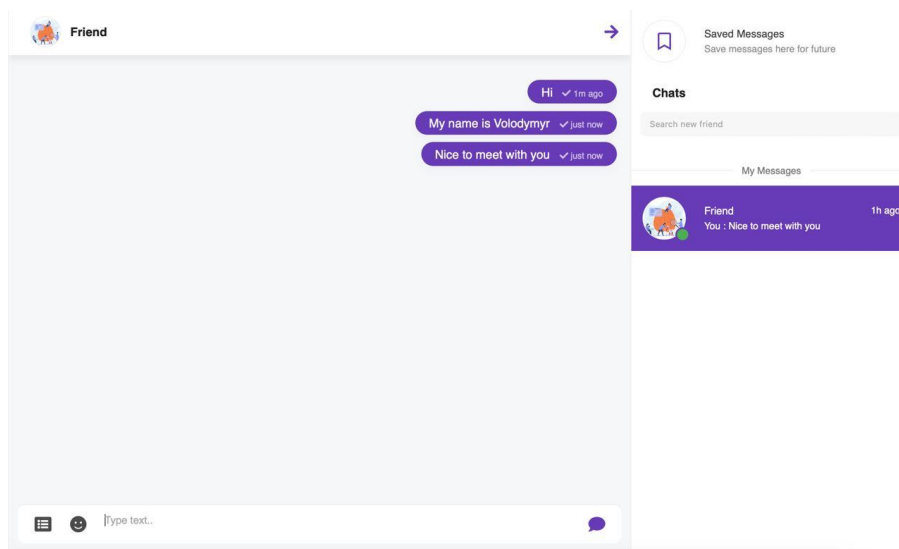 Friend
Hi 1m ago
My name is Volodymyr just now
Nice to meet with you just now
Type text..
Saved Messages
Save messages here for future
Chats
Search new friend
My Messages
Friend 1h ago
You : Nice to meet with you